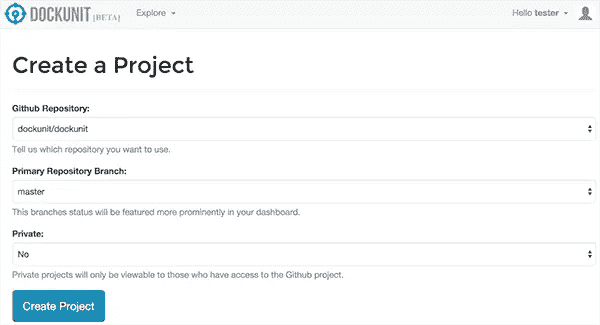 DOCKUNIT [BETA] Explore Hello tester
Create a Project
Github Repository:
dockunit/dockunit
Tell us which repository you want to use.
Primary Repository Branch:
master
This branches status will be featured more prominently in your dashboard.
Private:
No
Private projects will only be viewable to those who have access to the Github project.
Create Project